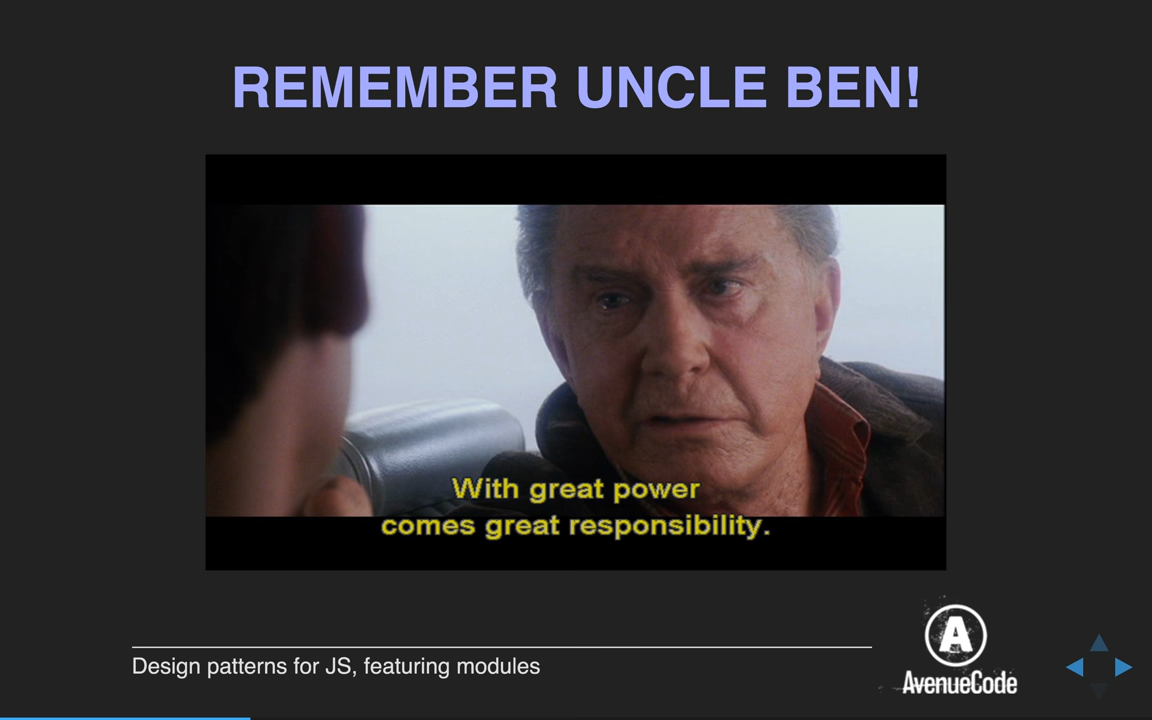 REMEMBER UNCLE BEN!
With great power
comes great responsibility.
Design patterns for JS, featuring modules
A
AvenueCode